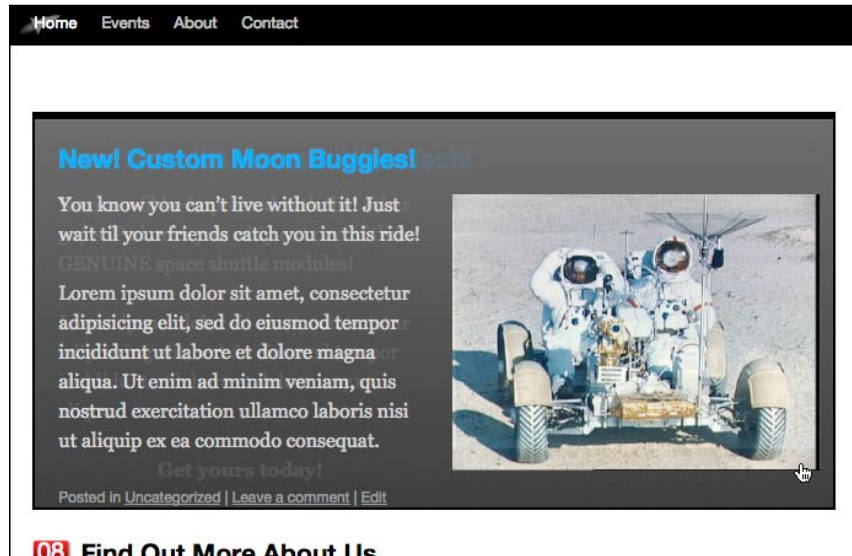 Home Events About Contact
New! Custom Moon Buggies!
You know you can't live without it! Just
wait til your friends catch you in this ride!
GENUINE space shuttle modules!
Lorem ipsum dolor sit amet, consectetur
adipisicing elit, sed do eiusmod tempor
incididunt ut labore et dolore magna
aliqua. Ut enim ad minim veniam, quis
nostrud exercitation ullamco laboris nisi
ut aliquip ex ea commodo consequat.
Get yours today!
Posted in Uncategorized | Leave a comment | Edit
08 Find Out More About Us